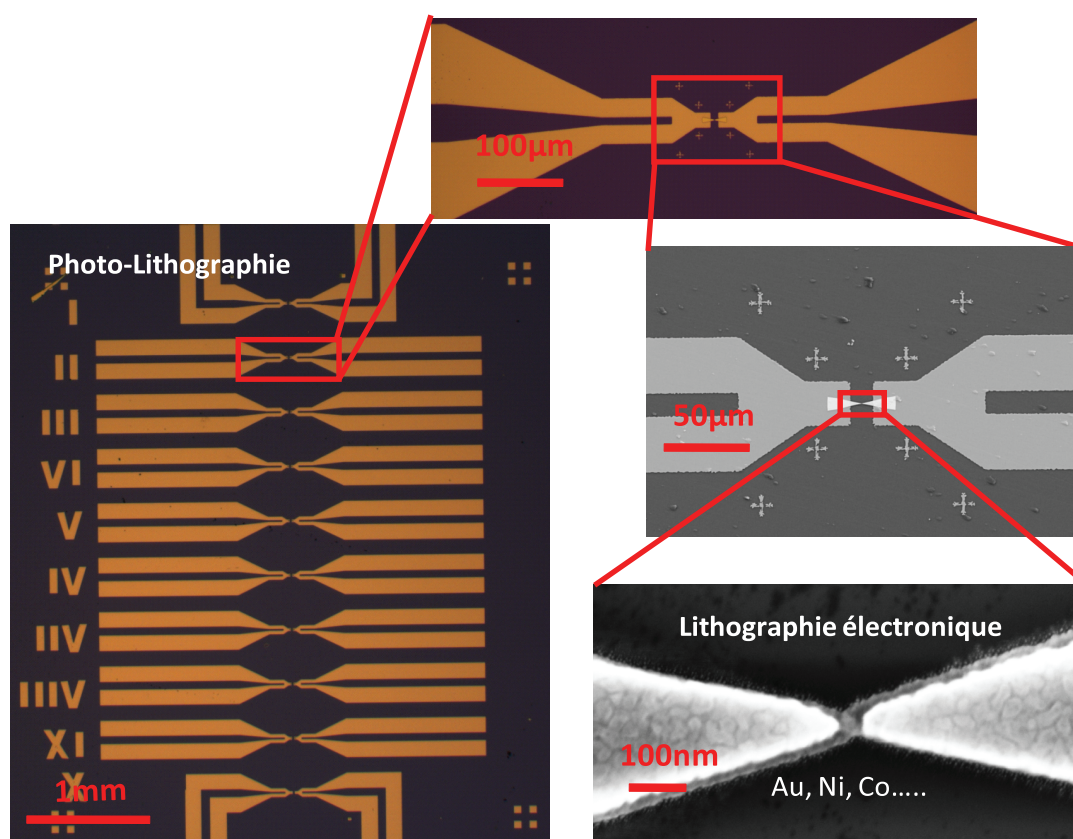 100µm
Photo-Lithographie
I
II
III
VI
V
IV
IIV
IIIV
XI
X
1mm
50µm
Lithographie électronique
100nm
Au, Ni, Co.....